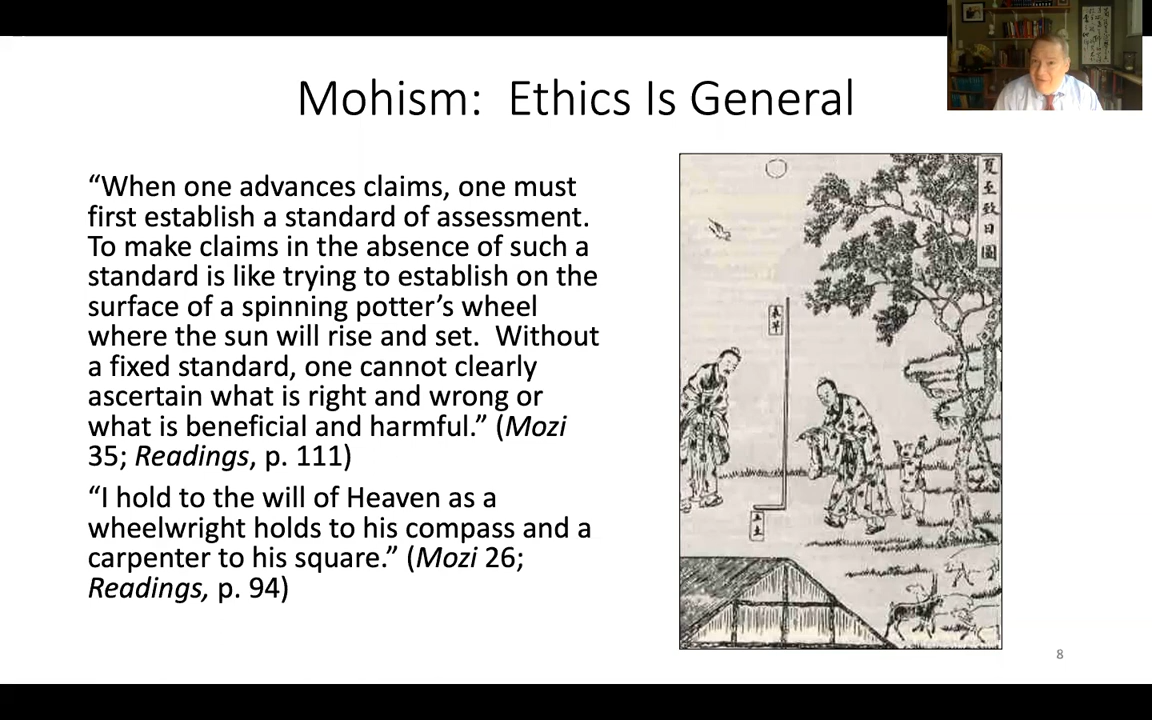 Mohism:  Ethics Is General
“When one advances claims, one must
first establish a standard of assessment.
To make claims in the absence of such a
standard is like trying to establish on the
surface of a spinning potter’s wheel
where the sun will rise and set.  Without
a fixed standard, one cannot clearly
ascertain what is right and wrong or
what is beneficial and harmful.” (Mozi
35; Readings, p. 111)
“I hold to the will of Heaven as a
wheelwright holds to his compass and a
carpenter to his square.” (Mozi 26;
Readings, p. 94)
夏至致日圖
土圭
8